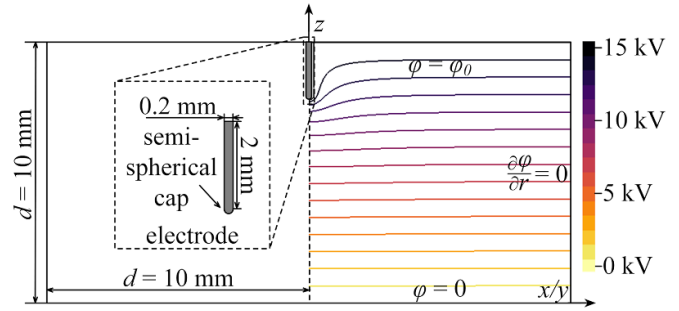 z
15 kV
φ = φ₀
0.2 mm
10 kV
semi-
spherical
cap
2 mm
d = 10 mm
∂φ/∂r = 0
5 kV
electrode
0 kV
d = 10 mm
φ = 0
x/y